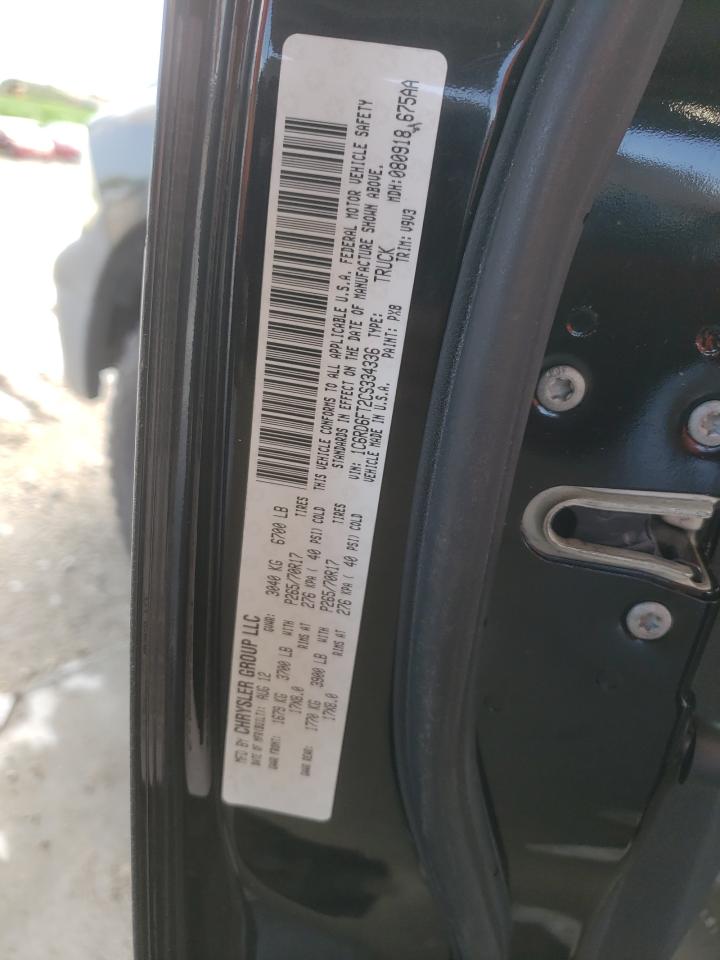 MFD BY CHRYSLER GROUP LLC
DATE OF MFR(BUILT): AUG 12 GVWR: 3040 KG 6700 LB
GAWR FRONT: 1679 KG 3700 LB WITH P265/70R17 TIRES
17X8.0 RIMS AT 276 KPA ( 40 PSI) COLD
GAWR REAR: 1770 KG 3900 LB WITH P265/70R17 TIRES
17X8.0 RIMS AT 276 KPA ( 40 PSI) COLD
THIS VEHICLE CONFORMS TO ALL APPLICABLE U.S.A. FEDERAL MOTOR VEHICLE SAFETY
STANDARDS IN EFFECT ON THE DATE OF MANUFACTURE SHOWN ABOVE.
VIN: 1C6RD6FT2CS334336 TYPE: TRUCK MDH:080918 675AA
VEHICLE MADE IN U.S.A. PAINT: PX8 TRIM: V9V3